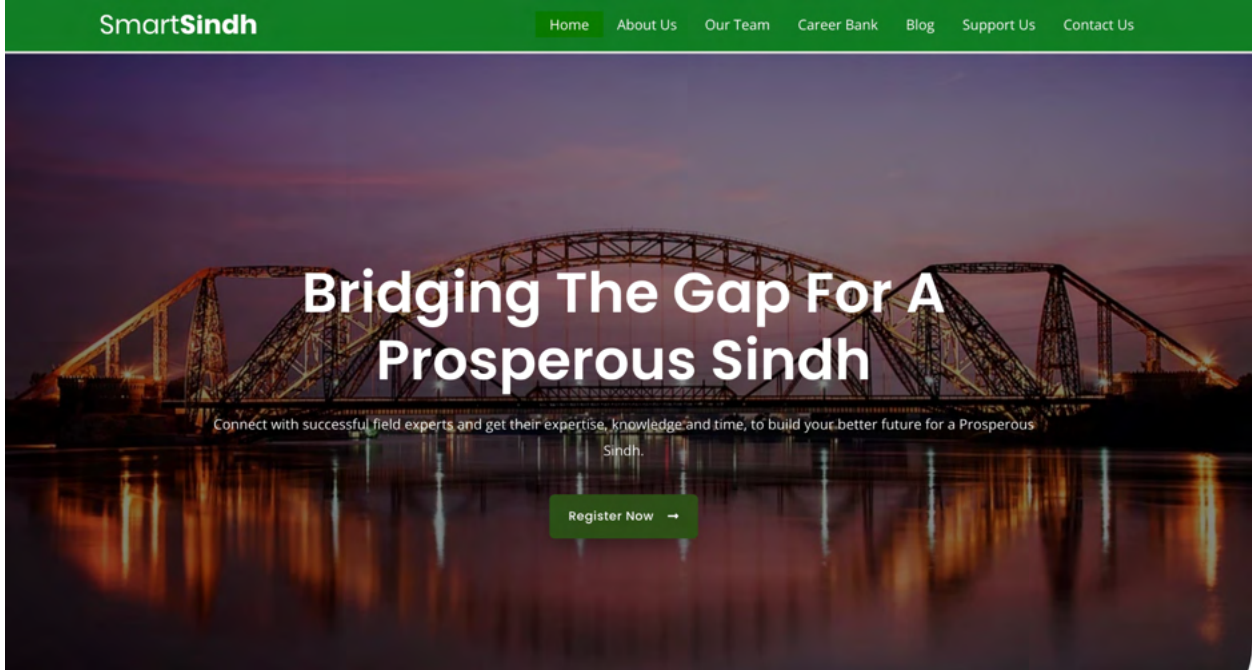 SmartSindh
Home About Us Our Team Career Bank Blog Support Us Contact Us
Bridging The Gap For A
Prosperous Sindh
Connect with successful field experts and get their expertise, knowledge and time, to build your better future for a Prosperous
Sindh.
Register Now →